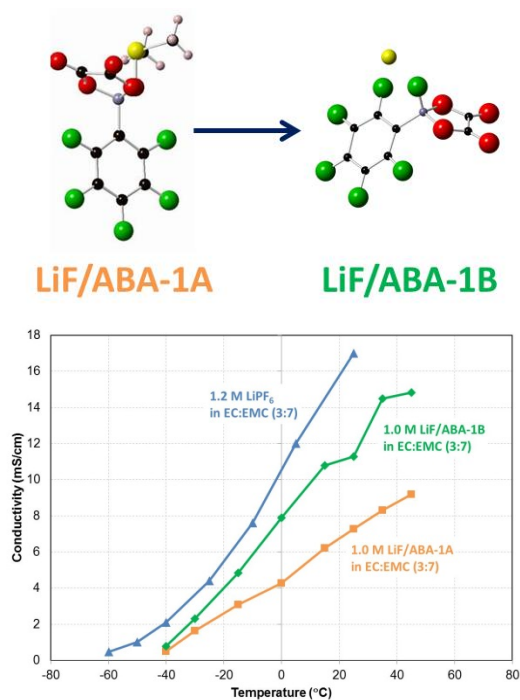 LiF/ABA-1A
LiF/ABA-1B
18
16
14
12
10
8
6
4
2
0
Conductivity (mS/cm)
1.2 M LiPF₆
in EC:EMC (3:7)
1.0 M LiF/ABA-1B
in EC:EMC (3:7)
1.0 M LiF/ABA-1A
in EC:EMC (3:7)
-80 -60 -40 -20 0 20 40 60 80
Temperature (°C)